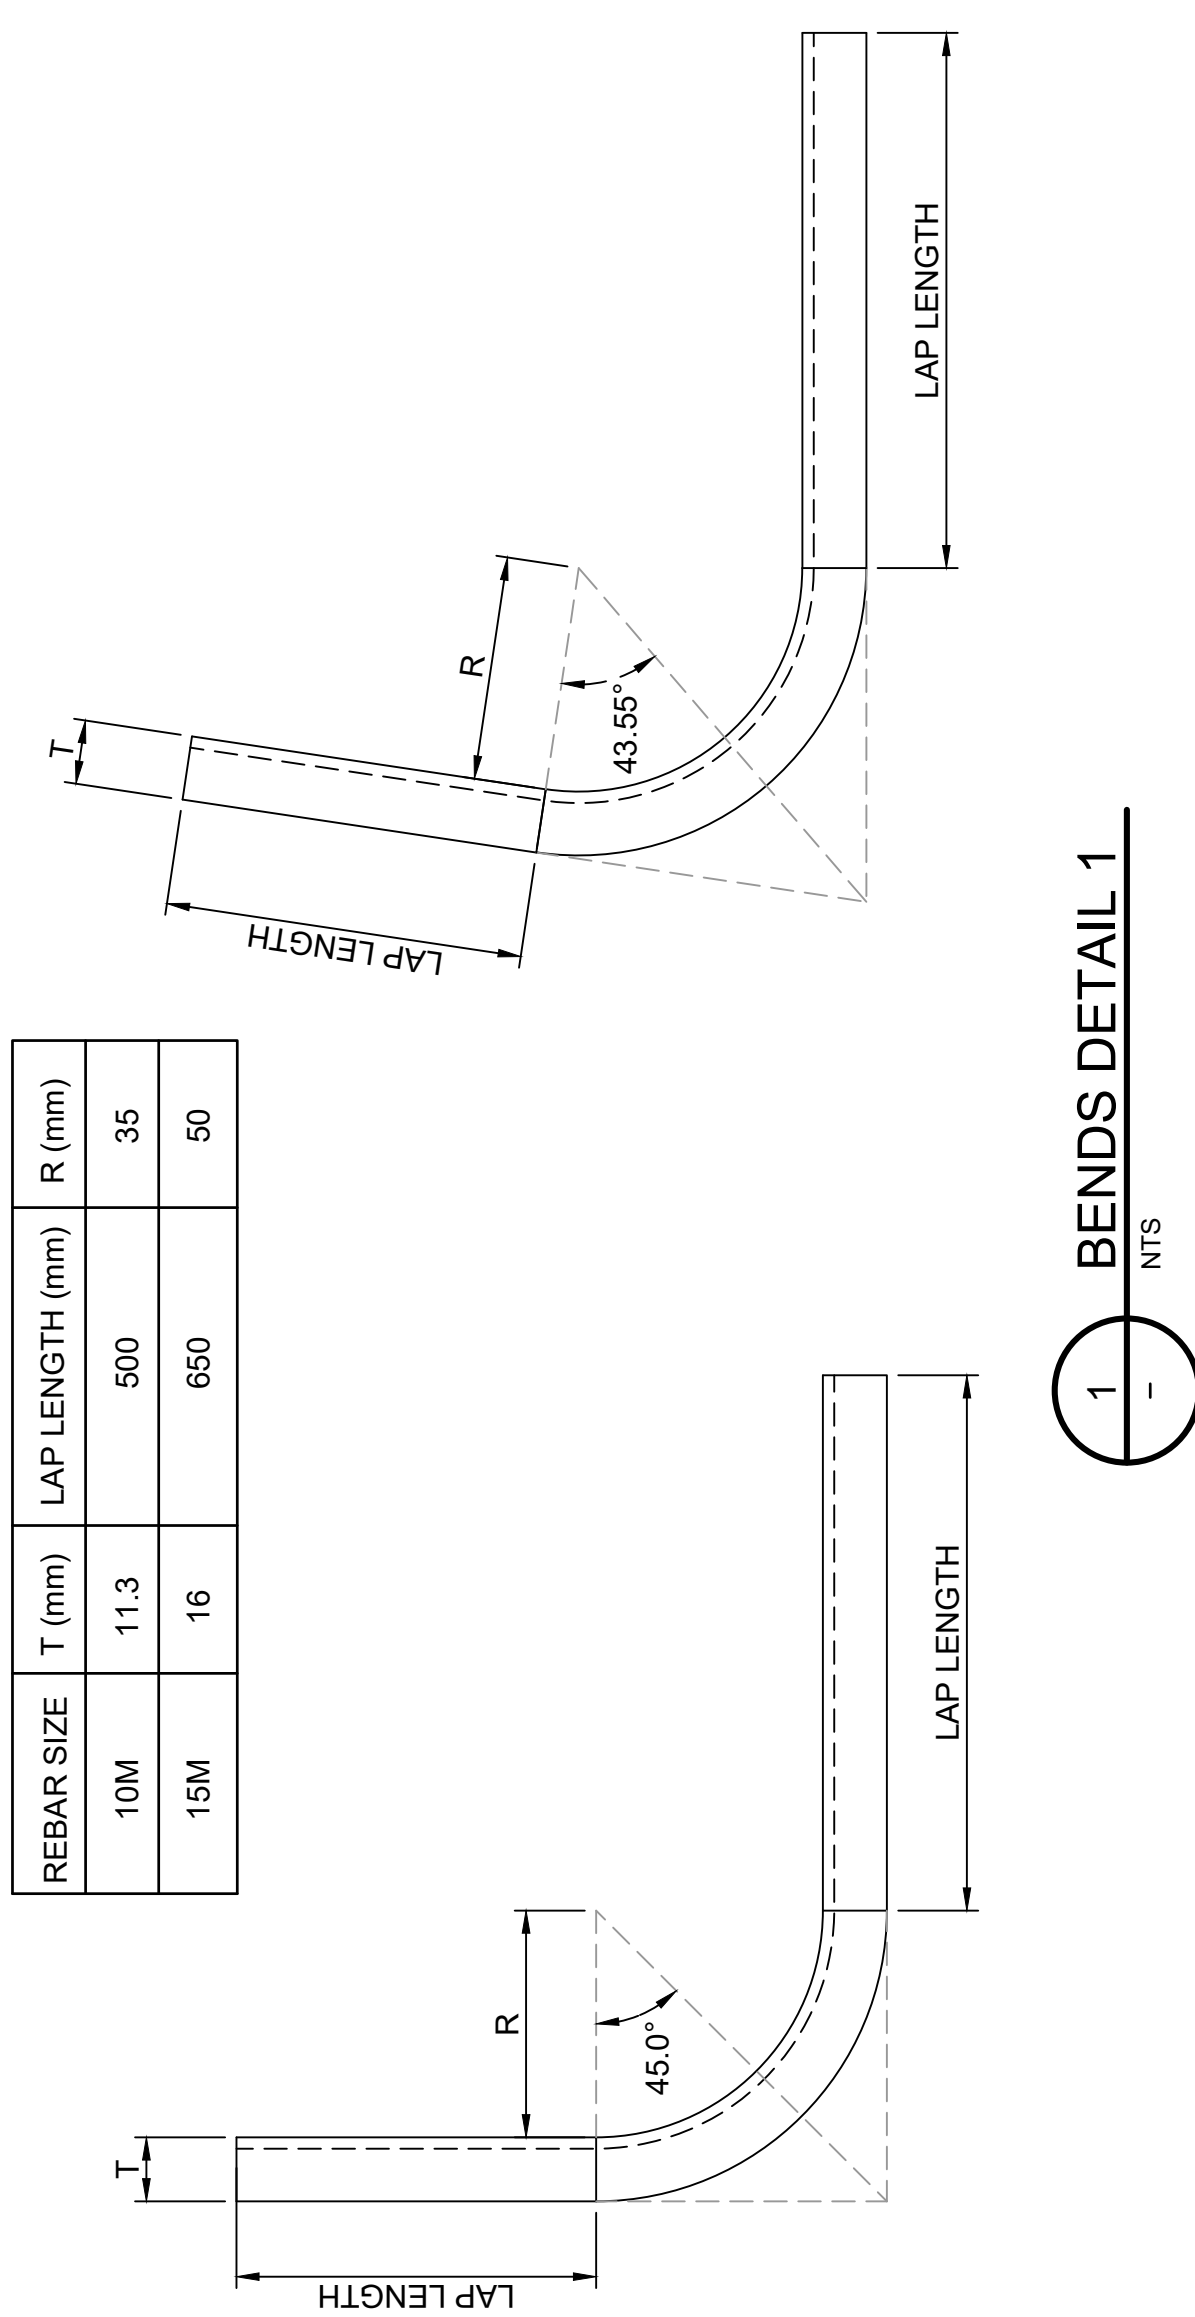 REBAR SIZE T (mm) LAP LENGTH (mm) R (mm)
10M 11.3 500 35
15M 16 650 50
T
LAP LENGTH
R
45.0°
LAP LENGTH
T
LAP LENGTH
R
43.55°
LAP LENGTH
1
-
BENDS DETAIL 1
NTS